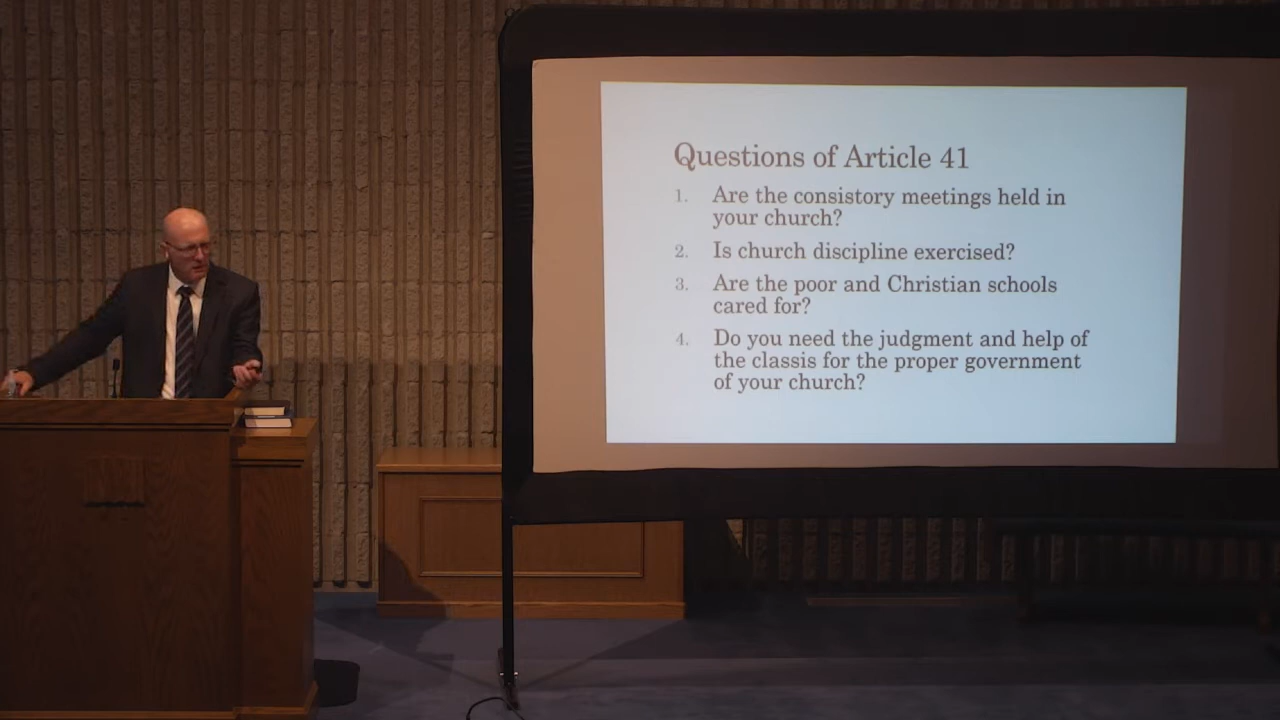 Questions of Article 41
1. Are the consistory meetings held in
your church?
2. Is church discipline exercised?
3. Are the poor and Christian schools
cared for?
4. Do you need the judgment and help of
the classis for the proper government
of your church?